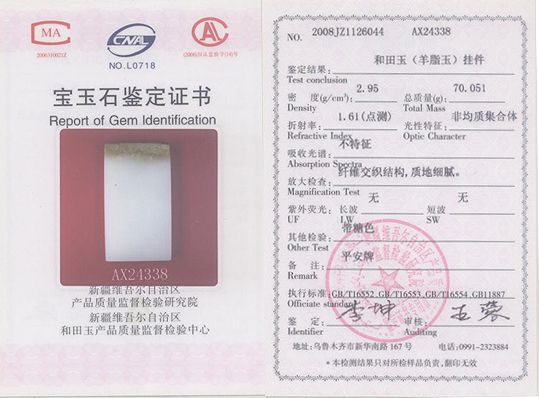 CMA
2006310021Z
CNAL
NO.L0718
CAL
宝玉石鉴定证书
Report of Gem Identification
AX24338
新疆维吾尔自治区
产品质量监督检验研究院
新疆维吾尔自治区
和田玉产品质量监督检验中心
NO. 2008JZ1126044 AX24338
和田玉（羊脂玉）挂件
鉴定结果:
Test conclusion
2.95 70.051
密 度(g/cm³): 总质量(g):
Density Total Mass
1.61(点测) 非均质集合体
折射率: 光性特征:
Refractive Index Optic Character
不特征
吸收光谱:
Absorption Spectra
纤维交织结构,质地细腻。
放大检查:
Magnification Test
无 无
紫外荧光: 长波 短波
UF LW SW
带糖色
其他检验:
Other Test
平安牌
备 注:
Remark
执行标准:GB/T16552,GB/T16553,GB/T16554,GB11887
Officiate standard
鉴 定: 李坤 审核: 玉蓉
Identifier Auditing
地址:乌鲁木齐市新华南路167号 电话:0991-2323884
*本检测结果只对所检样品负责,翻印无效